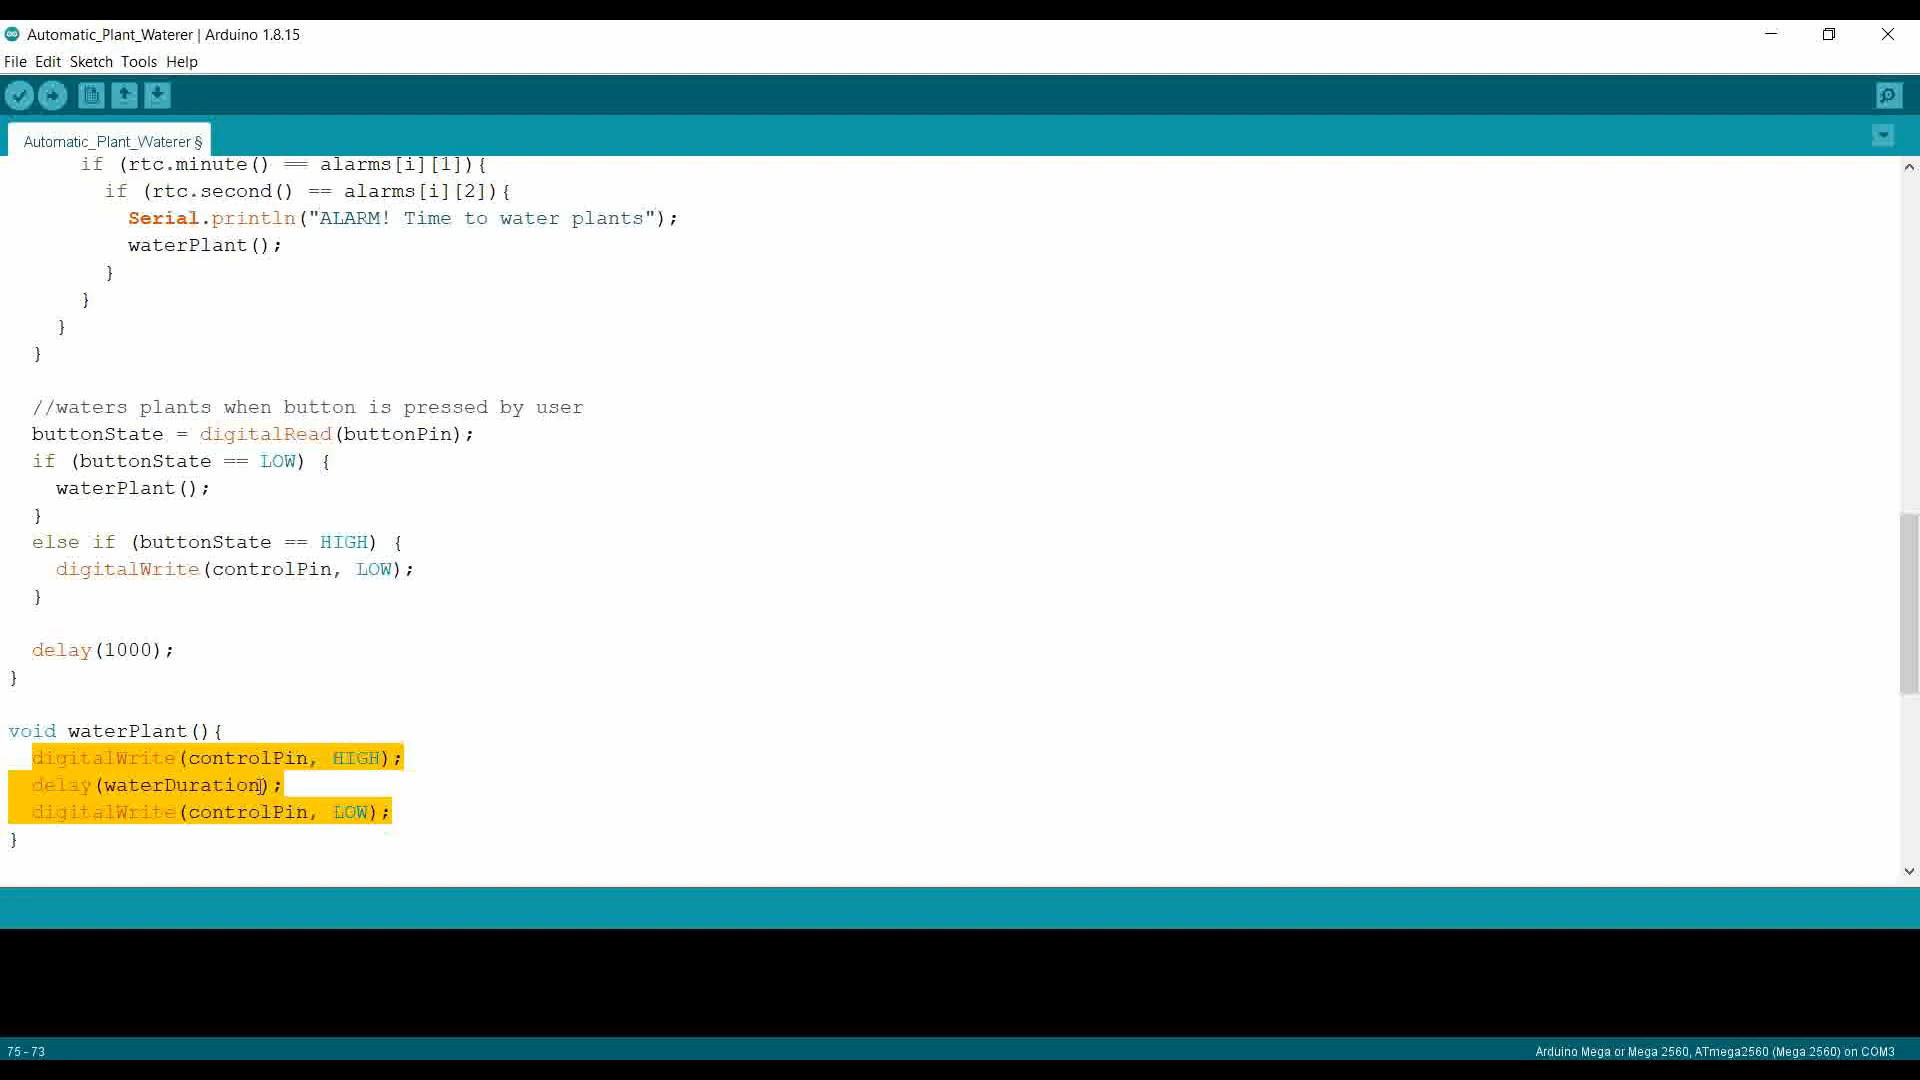 Automatic_Plant_Waterer | Arduino 1.8.15
File Edit Sketch Tools Help
Automatic_Plant_Waterer §
if (rtc.minute() == alarms[i][1]){
if (rtc.second() == alarms[i][2]){
Serial.println("ALARM! Time to water plants");
waterPlant();
}
}
}
}
//waters plants when button is pressed by user
buttonState = digitalRead(buttonPin);
if (buttonState == LOW) {
waterPlant();
}
else if (buttonState == HIGH) {
digitalWrite(controlPin, LOW);
}
delay(1000);
}
void waterPlant(){
digitalWrite(controlPin, HIGH);
delay(waterDuration);
digitalWrite(controlPin, LOW);
}
75 - 73
Arduino Mega or Mega 2560, ATmega2560 (Mega 2560) on COM3